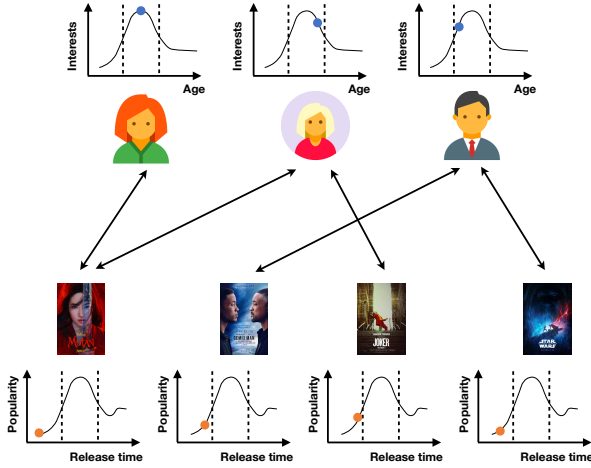 Interests
Age
Interests
Age
Interests
Age
MULAN
GEMINI MAN
JOKER
STAR
WARS
Popularity
Release time
Popularity
Release time
Popularity
Release time
Popularity
Release time